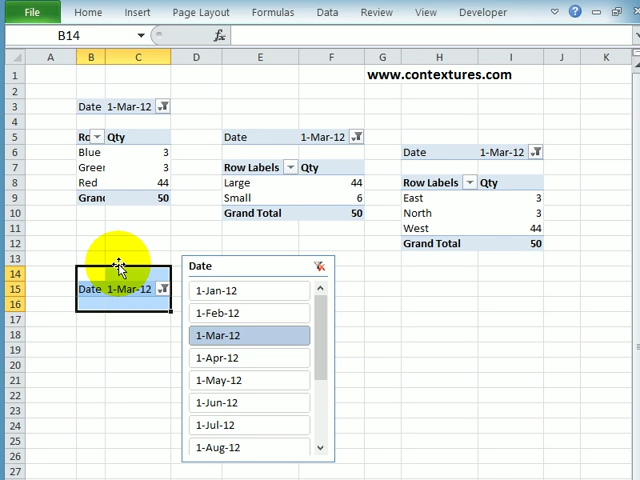 File Home Insert Page Layout Formulas Data Review View Developer
B14 fx
A B C D E F G H I J K
1 www.contextures.com
2
3 Date 1-Mar-12
4
5 Ro Qty Date 1-Mar-12
6 Blue 3 Date 1-Mar-12
7 Green 3 Row Labels Qty
8 Red 44 Large 44 Row Labels Qty
9 Grand 50 Small 6 East 3
10 Grand Total 50 North 3
11 West 44
12 Grand Total 50
13
14 Date
15 Date 1-Mar-12 1-Jan-12
16 1-Feb-12
17
18 1-Mar-12
19 1-Apr-12
20
21 1-May-12
22 1-Jun-12
23
24 1-Jul-12
25
26 1-Aug-12
27